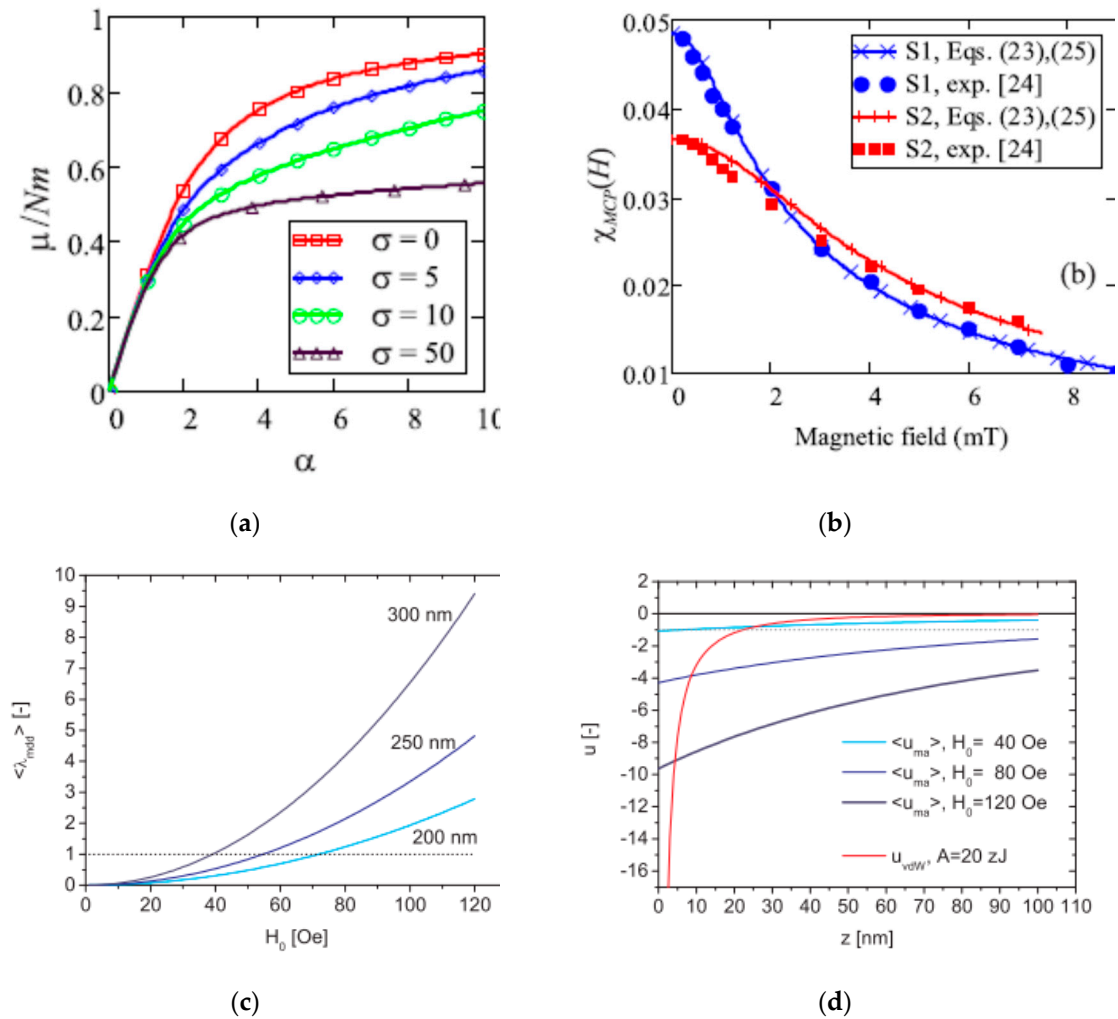 μ/Nm
1
0.8
0.6
0.4
0.2
0
0 2 4 6 8 10
α
σ = 0
σ = 5
σ = 10
σ = 50
(a)
χMCP(H)
0.05
0.04
0.03
0.02
0.01
0 2 4 6 8
Magnetic field (mT)
S1, Eqs. (23),(25)
S1, exp. [24]
S2, Eqs. (23),(25)
S2, exp. [24]
(b)
(b)
<λmdd> [-]
10
9
8
7
6
5
4
3
2
1
0
0 20 40 60 80 100 120
H0 [Oe]
300 nm
250 nm
200 nm
(c)
u [-]
2
0
-2
-4
-6
-8
-10
-12
-14
-16
0 10 20 30 40 50 60 70 80 90 100 110
z [nm]
<uma>, H0= 40 Oe
<uma>, H0= 80 Oe
<uma>, H0=120 Oe
uvdW, A=20 zJ
(d)